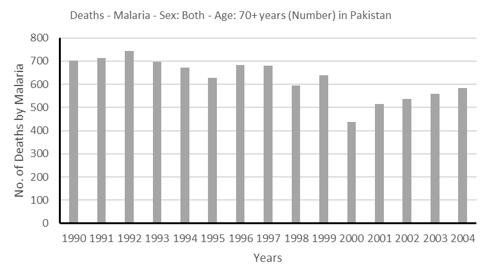 Deaths - Malaria - Sex: Both - Age: 70+ years (Number) in Pakistan
No. of Deaths by Malaria
800
700
600
500
400
300
200
100
0
1990 1991 1992 1993 1994 1995 1996 1997 1998 1999 2000 2001 2002 2003 2004
Years